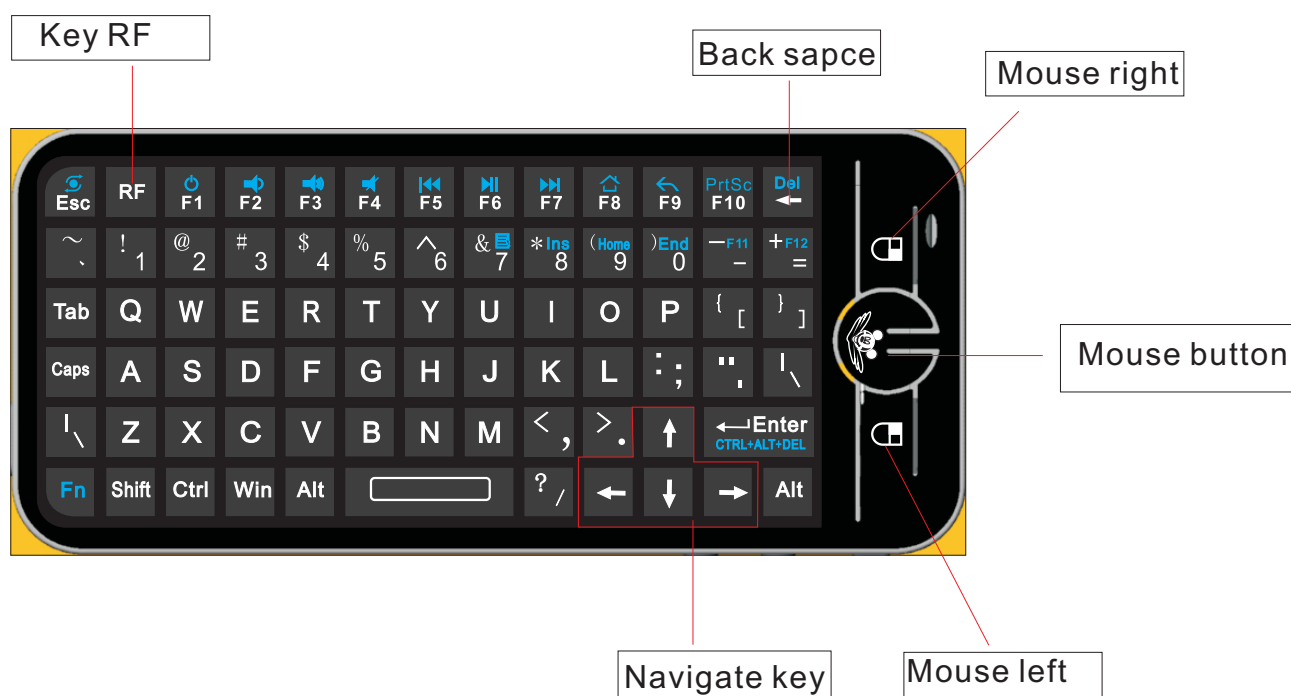 Key RF
Back sapce
Mouse right
Esc RF F1 F2 F3 F4 F5 F6 F7 F8 F9 PrtSc F10 Del
~ ` ! 1 @ 2 # 3 $ 4 % 5 ^ 6 & 7 * Ins 8 ( Home 9 ) End 0 — F11 - + F12 =
Tab Q W E R T Y U I O P { [ } ]
Mouse button
Caps A S D F G H J K L : ; " ' | \
| \ Z X C V B N M < , > . ↑ Enter
CTRL+ALT+DEL
Fn Shift Ctrl Win Alt ? / ← ↓ → Alt
Navigate key
Mouse left